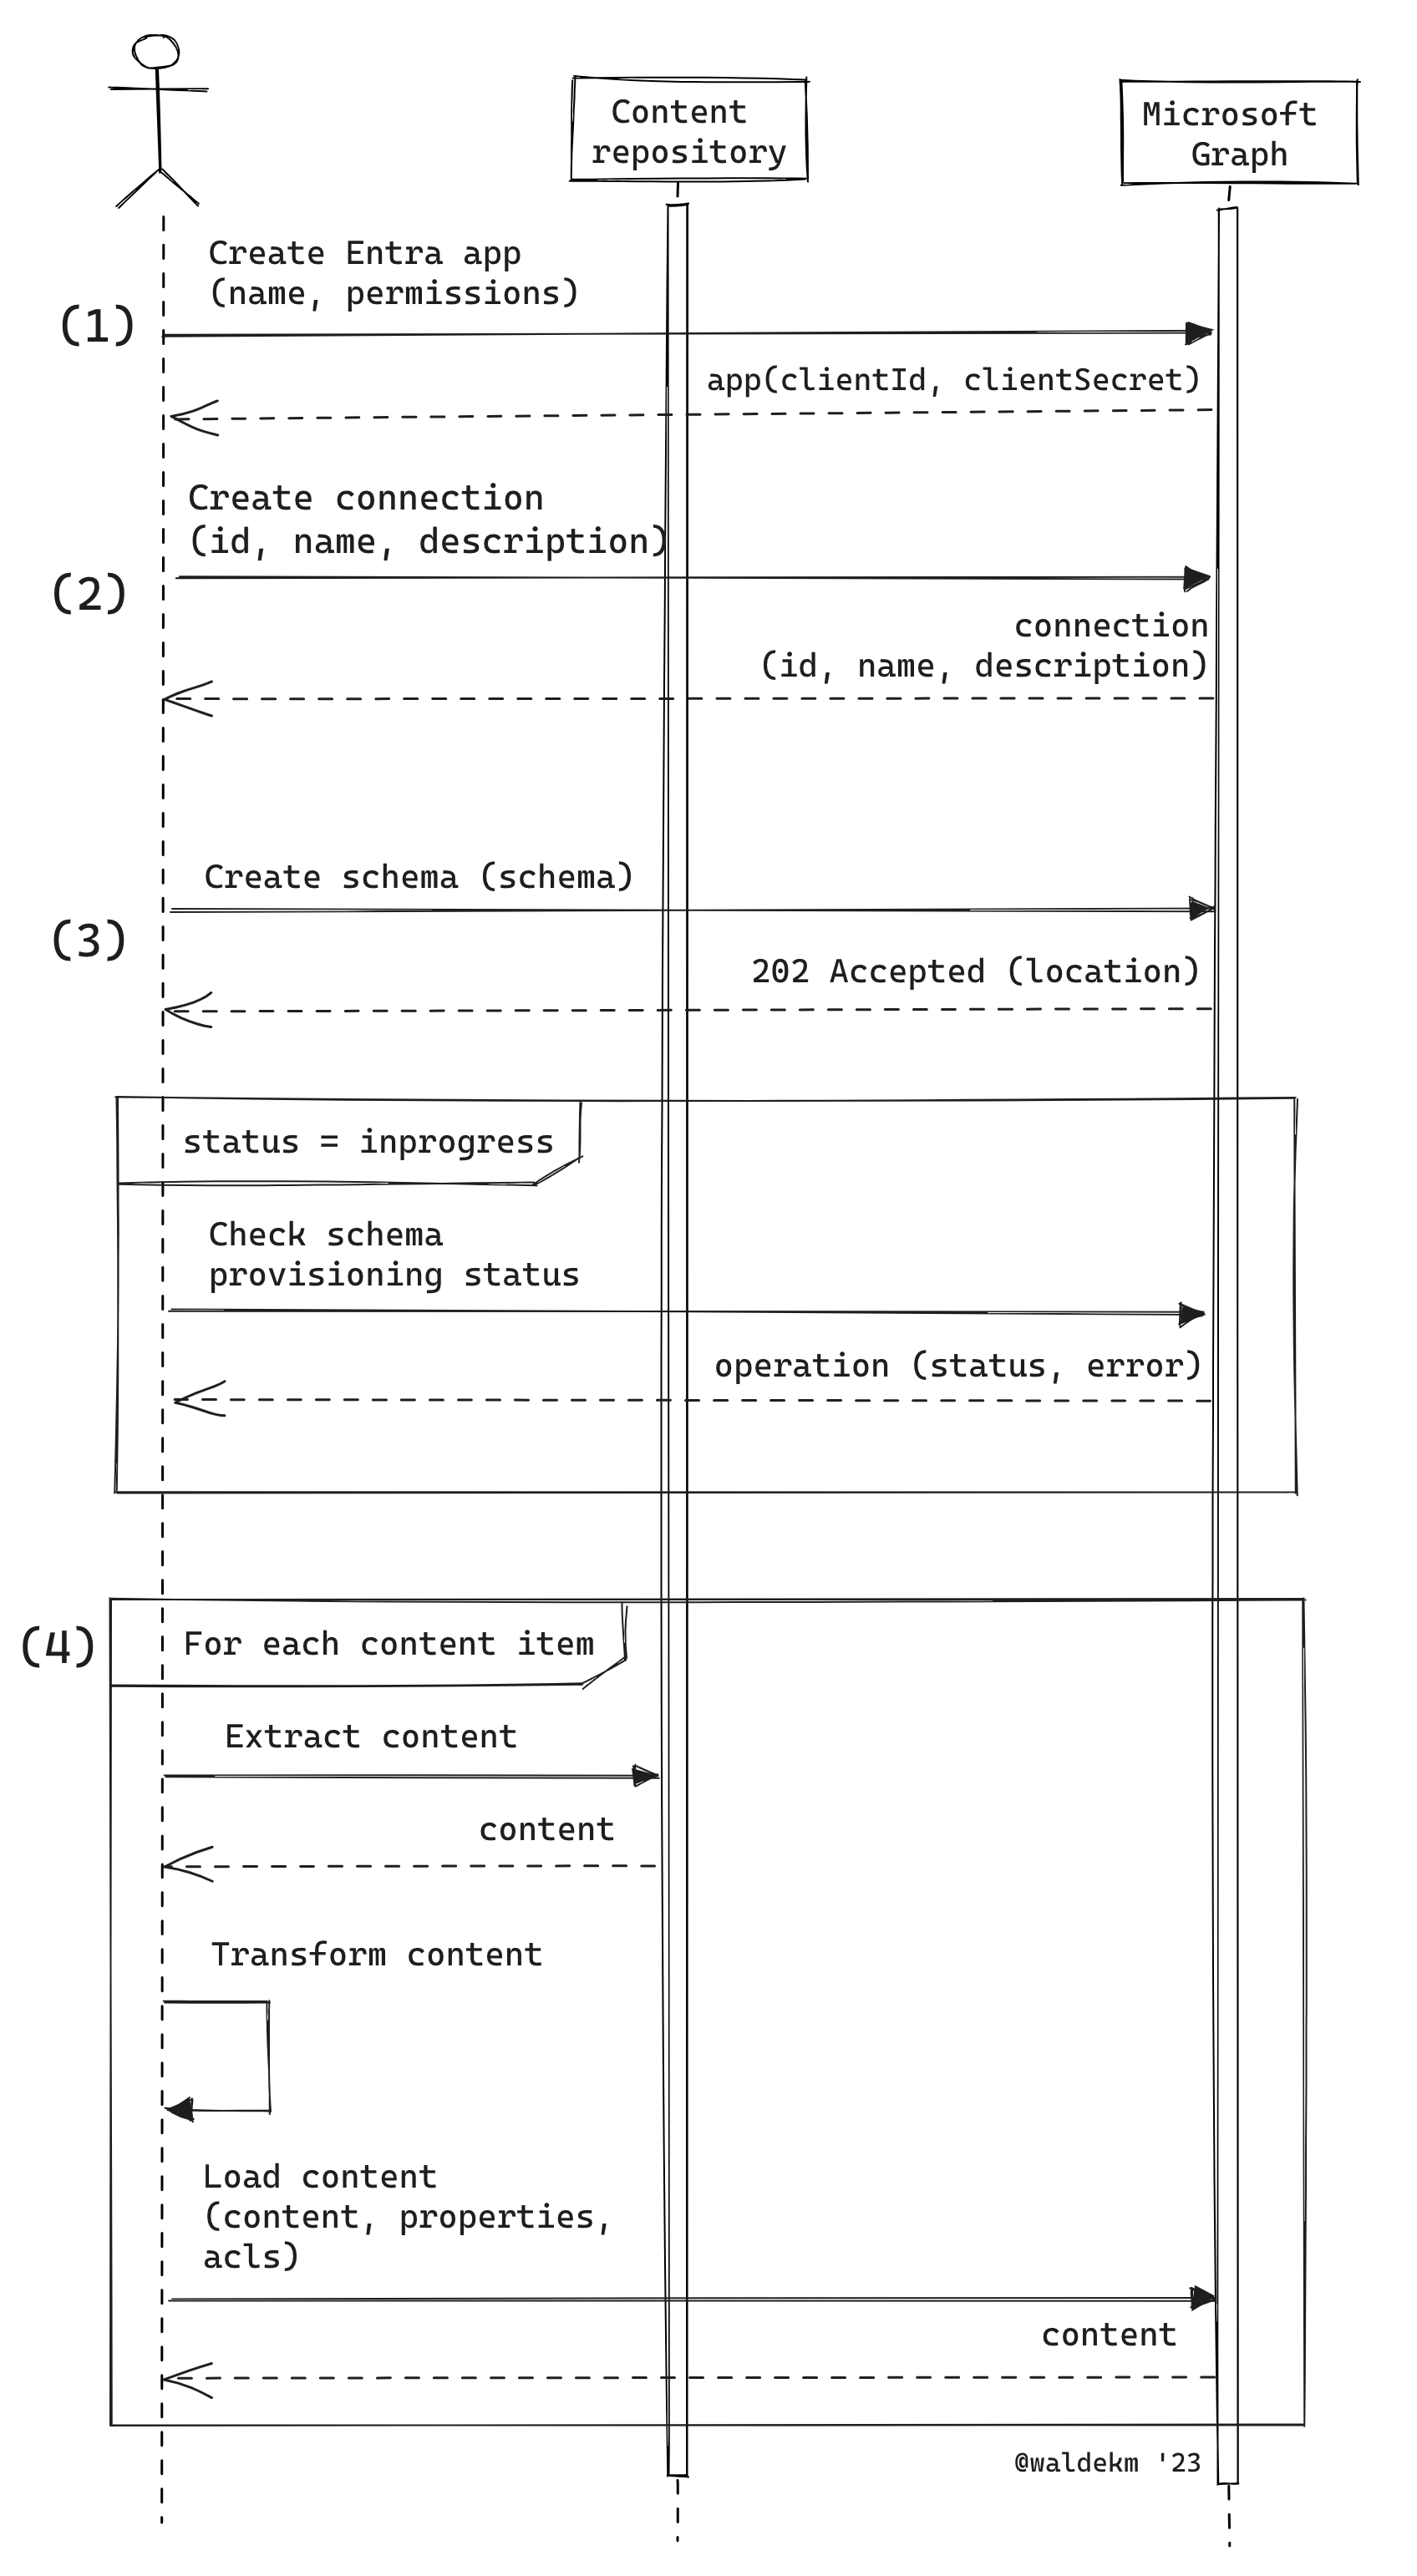 Content
repository
Microsoft
Graph
Create Entra app
(name, permissions)
(1)
app(clientId, clientSecret)
Create connection
(id, name, description)
(2)
connection
(id, name, description)
Create schema (schema)
(3)
202 Accepted (location)
status = inprogress
Check schema
provisioning status
operation (status, error)
(4)
For each content item
Extract content
content
Transform content
Load content
(content, properties,
acls)
content
@waldekm '23